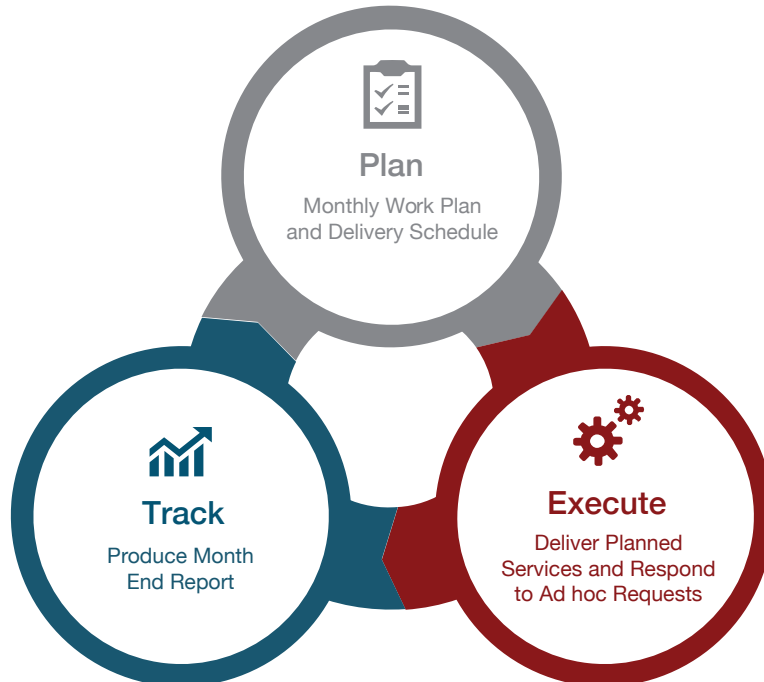 Plan
Monthly Work Plan
and Delivery Schedule
Track
Produce Month
End Report
Execute
Deliver Planned
Services and Respond
to Ad hoc Requests